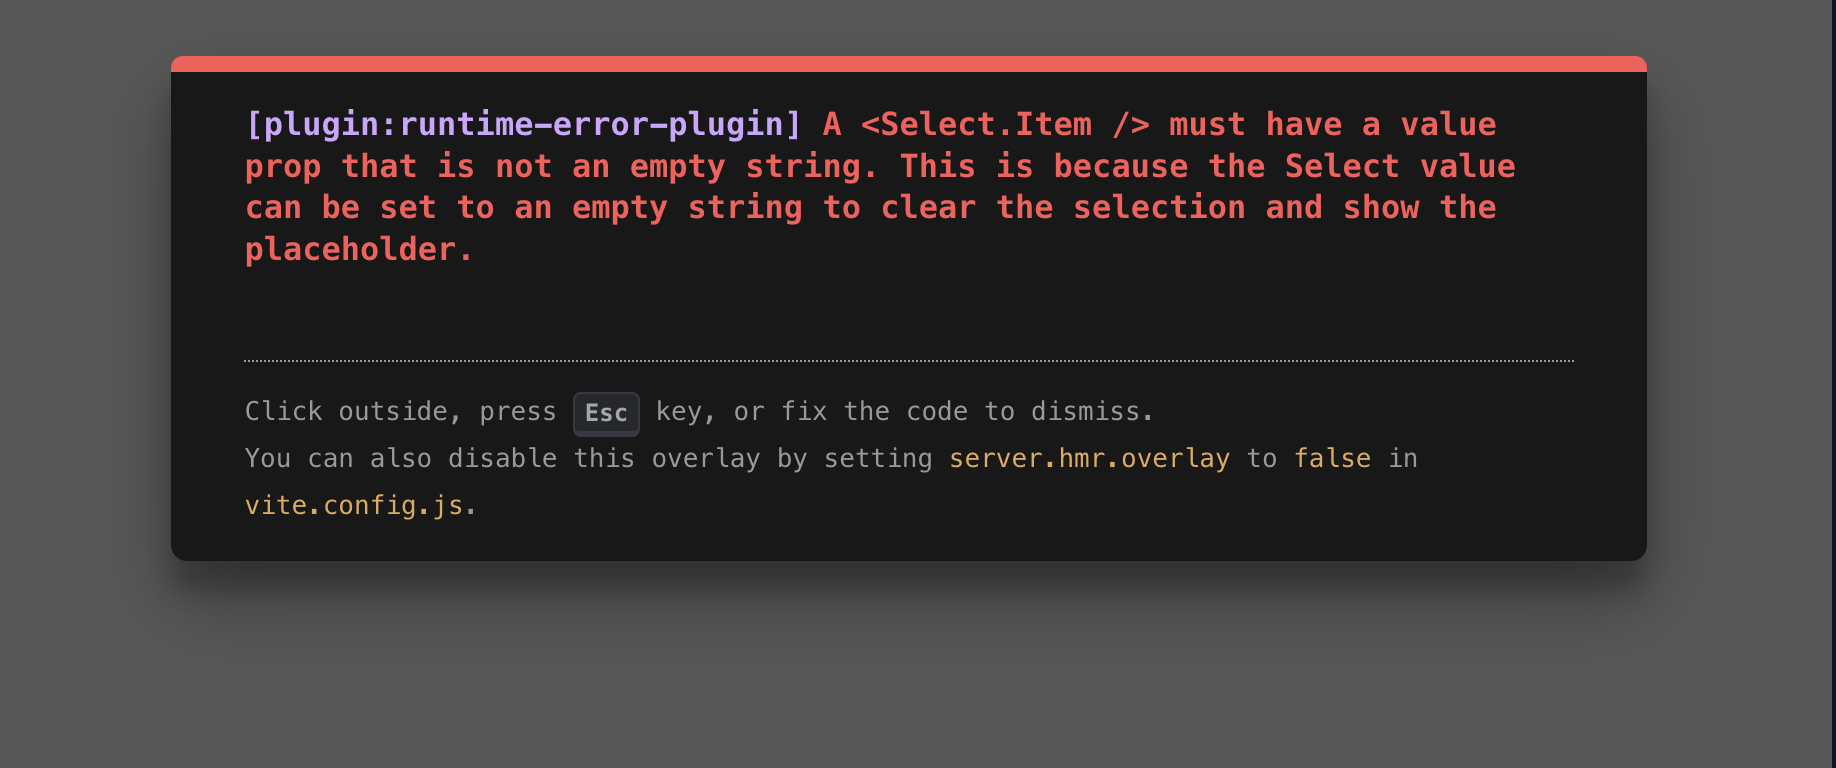 [plugin:runtime-error-plugin] A <Select.Item /> must have a value
prop that is not an empty string. This is because the Select value
can be set to an empty string to clear the selection and show the
placeholder.
Click outside, press Esc key, or fix the code to dismiss.
You can also disable this overlay by setting server.hmr.overlay to false in
vite.config.js.